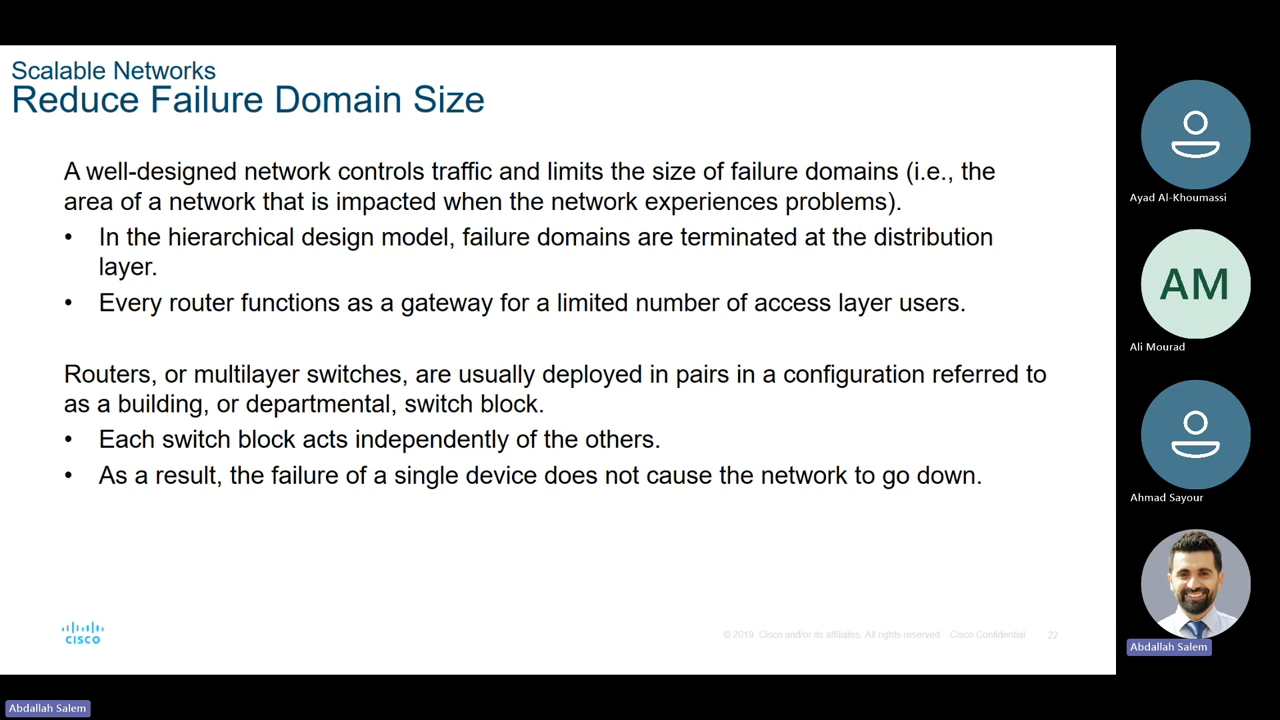 Scalable Networks
Reduce Failure Domain Size
A well-designed network controls traffic and limits the size of failure domains (i.e., the
area of a network that is impacted when the network experiences problems).
• In the hierarchical design model, failure domains are terminated at the distribution
layer.
• Every router functions as a gateway for a limited number of access layer users.
Routers, or multilayer switches, are usually deployed in pairs in a configuration referred to
as a building, or departmental, switch block.
• Each switch block acts independently of the others.
• As a result, the failure of a single device does not cause the network to go down.
CISCO
© 2019 Cisco and/or its affiliates. All rights reserved. Cisco Confidential
22
Ayad Al-Khoumassi
AM
Ali Mourad
Ahmad Sayour
Abdallah Salem
Abdallah Salem